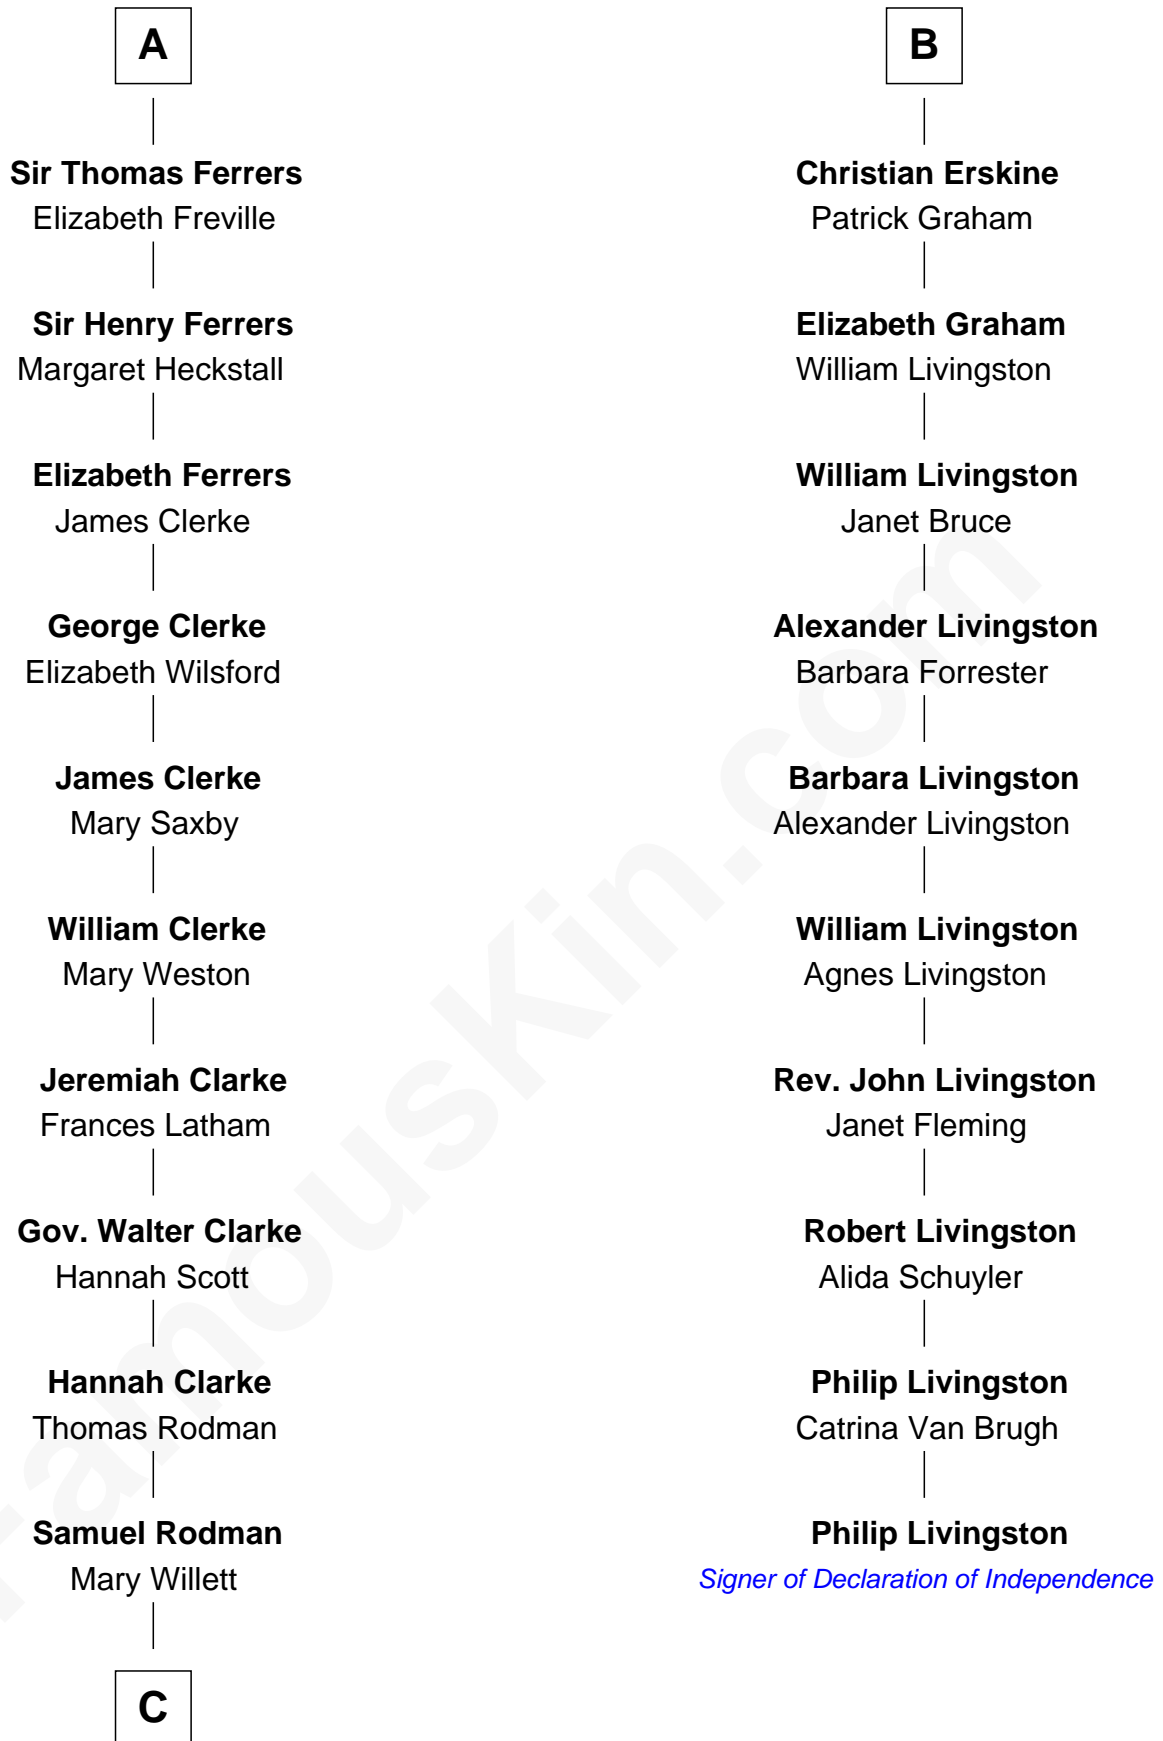 A
Sir Thomas Ferrers
Elizabeth Freville
Sir Henry Ferrers
Margaret Heckstall
Elizabeth Ferrers
James Clerke
George Clerke
Elizabeth Wilsford
James Clerke
Mary Saxby
William Clerke
Mary Weston
Jeremiah Clarke
Frances Latham
Gov. Walter Clarke
Hannah Scott
Hannah Clarke
Thomas Rodman
Samuel Rodman
Mary Willett
C
B
Christian Erskine
Patrick Graham
Elizabeth Graham
William Livingston
William Livingston
Janet Bruce
Alexander Livingston
Barbara Forrester
Barbara Livingston
Alexander Livingston
William Livingston
Agnes Livingston
Rev. John Livingston
Janet Fleming
Robert Livingston
Alida Schuyler
Philip Livingston
Catrina Van Brugh
Philip Livingston
Signer of Declaration of Independence
FamousKin.com